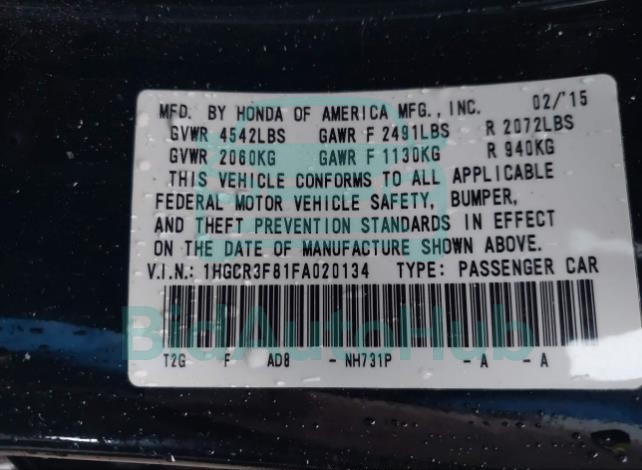 MFD. BY HONDA OF AMERICA MFG., INC. 02/'15
GVWR 4542LBS GAWR F 2491LBS R 2072LBS
GVWR 2060KG GAWR F 1130KG R 940KG
THIS VEHICLE CONFORMS TO ALL APPLICABLE
FEDERAL MOTOR VEHICLE SAFETY, BUMPER,
AND THEFT PREVENTION STANDARDS IN EFFECT
ON THE DATE OF MANUFACTURE SHOWN ABOVE.
V.I.N.: 1HGCR3F81FA020134 TYPE: PASSENGER CAR
BidAutoHub
T2G F AD8 - NH731P - A - A